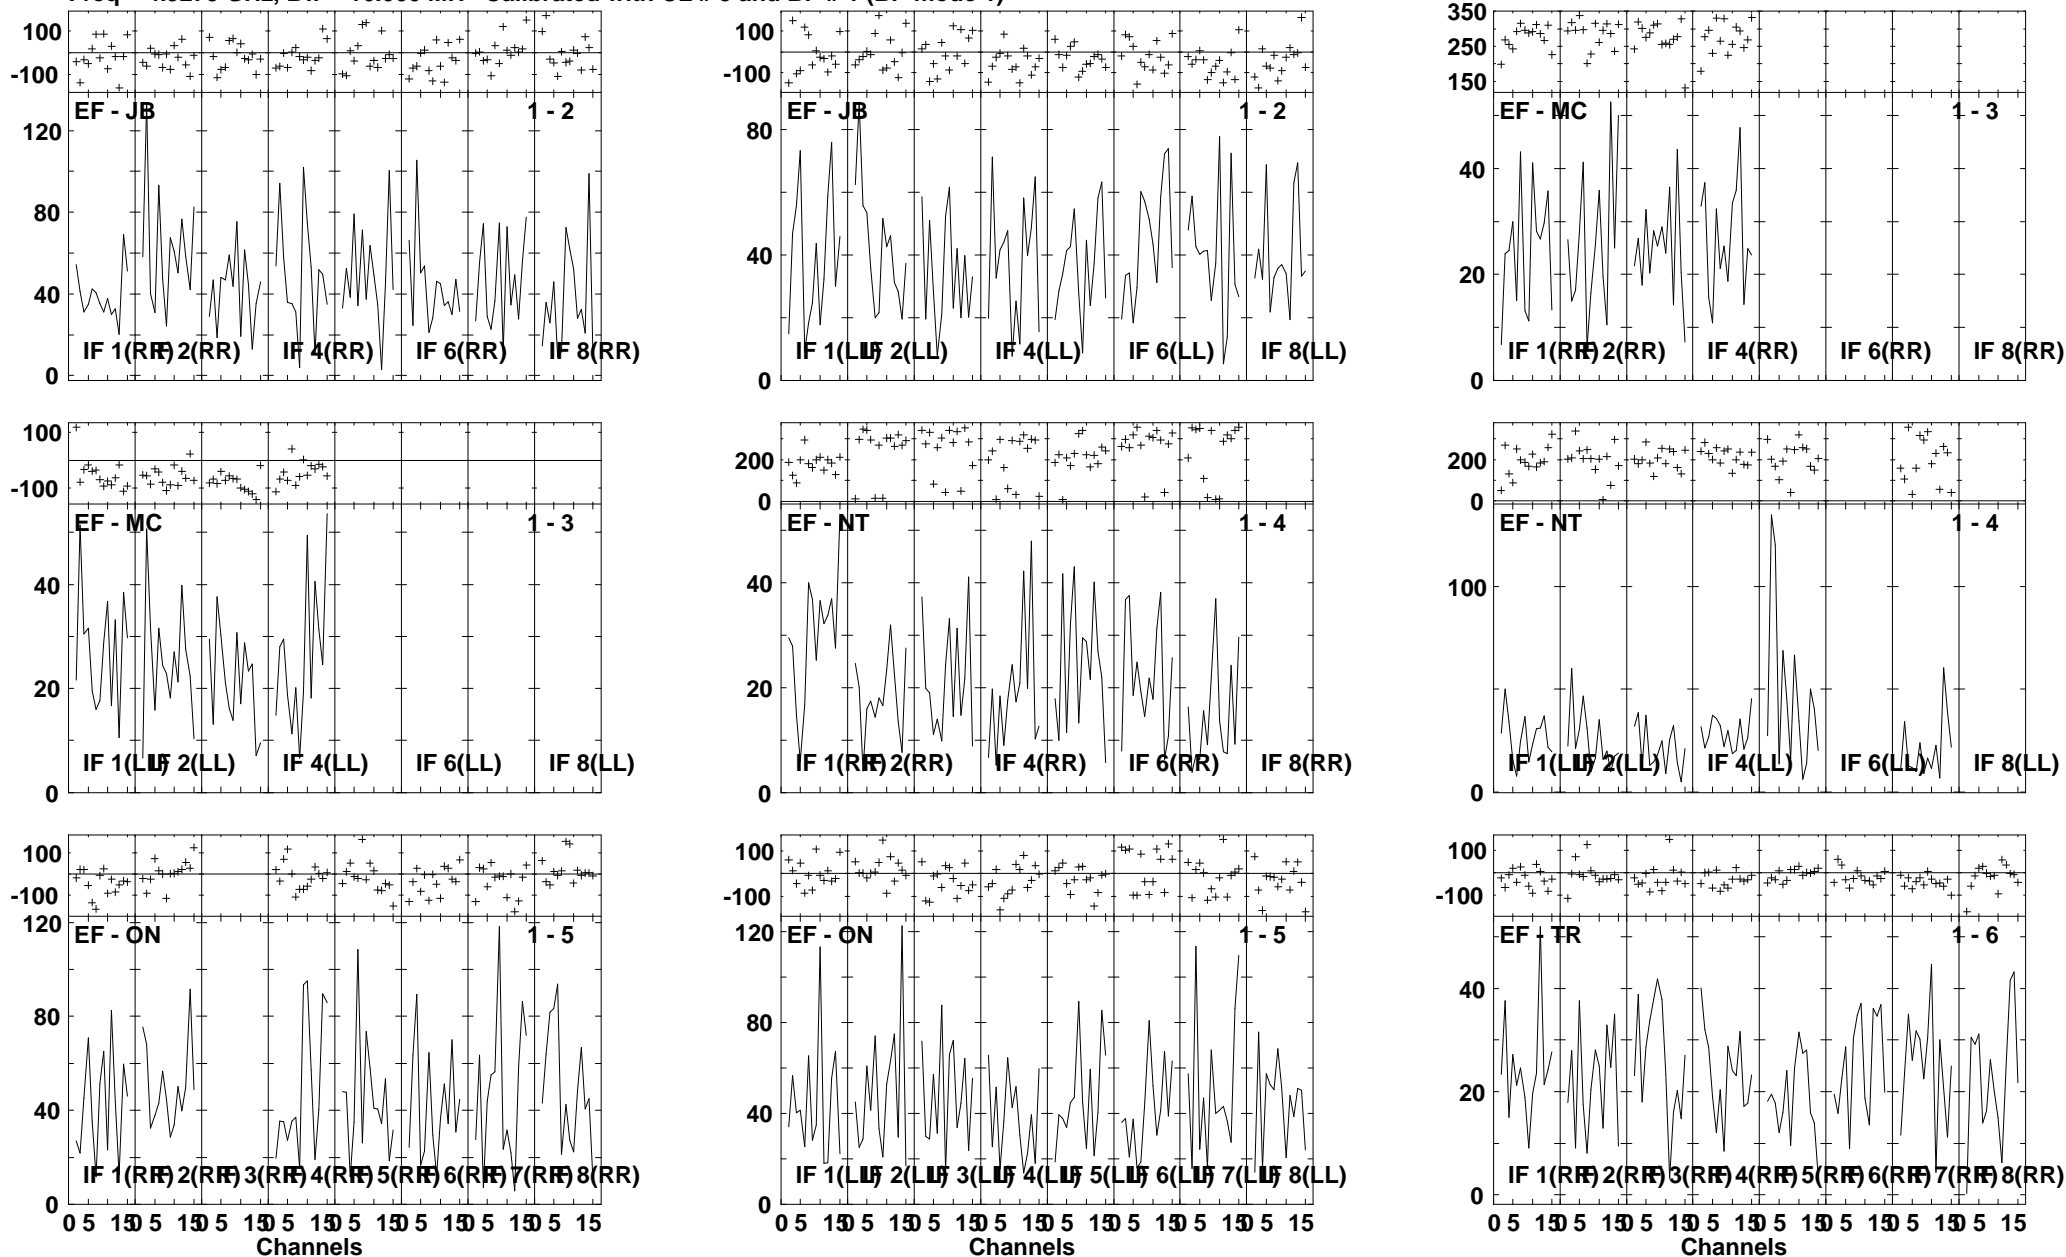 100 100 350
-100 -100 250
150
EF - JB 1 - 2 EF - JB 1 - 2 EF - MC 1 - 3
120 80 40
80
40 40 20
IF 1(RR) IF 2(RR) IF 4(RR) IF 6(RR) IF 8(RR) IF 1(LL) IF 2(LL) IF 4(LL) IF 6(LL) IF 8(LL) IF 1(RR) IF 2(RR) IF 4(RR) IF 6(RR) IF 8(RR)
0 0 0
100 200 200
-100 0 0
EF - MC 1 - 3 EF - NT 1 - 4 EF - NT 1 - 4
40 40 100
20 20
IF 1(LL) IF 2(LL) IF 4(LL) IF 6(LL) IF 8(LL) IF 1(RR) IF 2(RR) IF 4(RR) IF 6(RR) IF 8(RR) IF 1(LL) IF 2(LL) IF 4(LL) IF 6(LL) IF 8(LL)
0 0 0
100 100 100
-100 -100 -100
120 120
EF - ON 1 - 5 EF - ON 1 - 5 EF - TR 1 - 6
80 80 40
40 40 20
IF 1(RR) IF 2(RR) IF 3(RR) IF 4(RR) IF 5(RR) IF 6(RR) IF 7(RR) IF 8(RR) IF 1(LL) IF 2(LL) IF 3(LL) IF 4(LL) IF 5(LL) IF 6(LL) IF 7(LL) IF 8(LL) IF 1(RR) IF 2(RR) IF 3(RR) IF 4(RR) IF 5(RR) IF 6(RR) IF 7(RR) IF 8(RR)
0 0 0
0 5 15 0 5 15 0 5 15 0 5 15 0 5 15 0 5 15 0 5 15 0 5 15 0 5 15 0 5 15 0 5 15 0 5 15 0 5 15 0 5 15 0 5 15 0 5 15 0 5 15 0 5 15 0 5 15 0 5 15 0 5 15 0 5 15 0 5 15 0 5 15
Channels Channels Channels